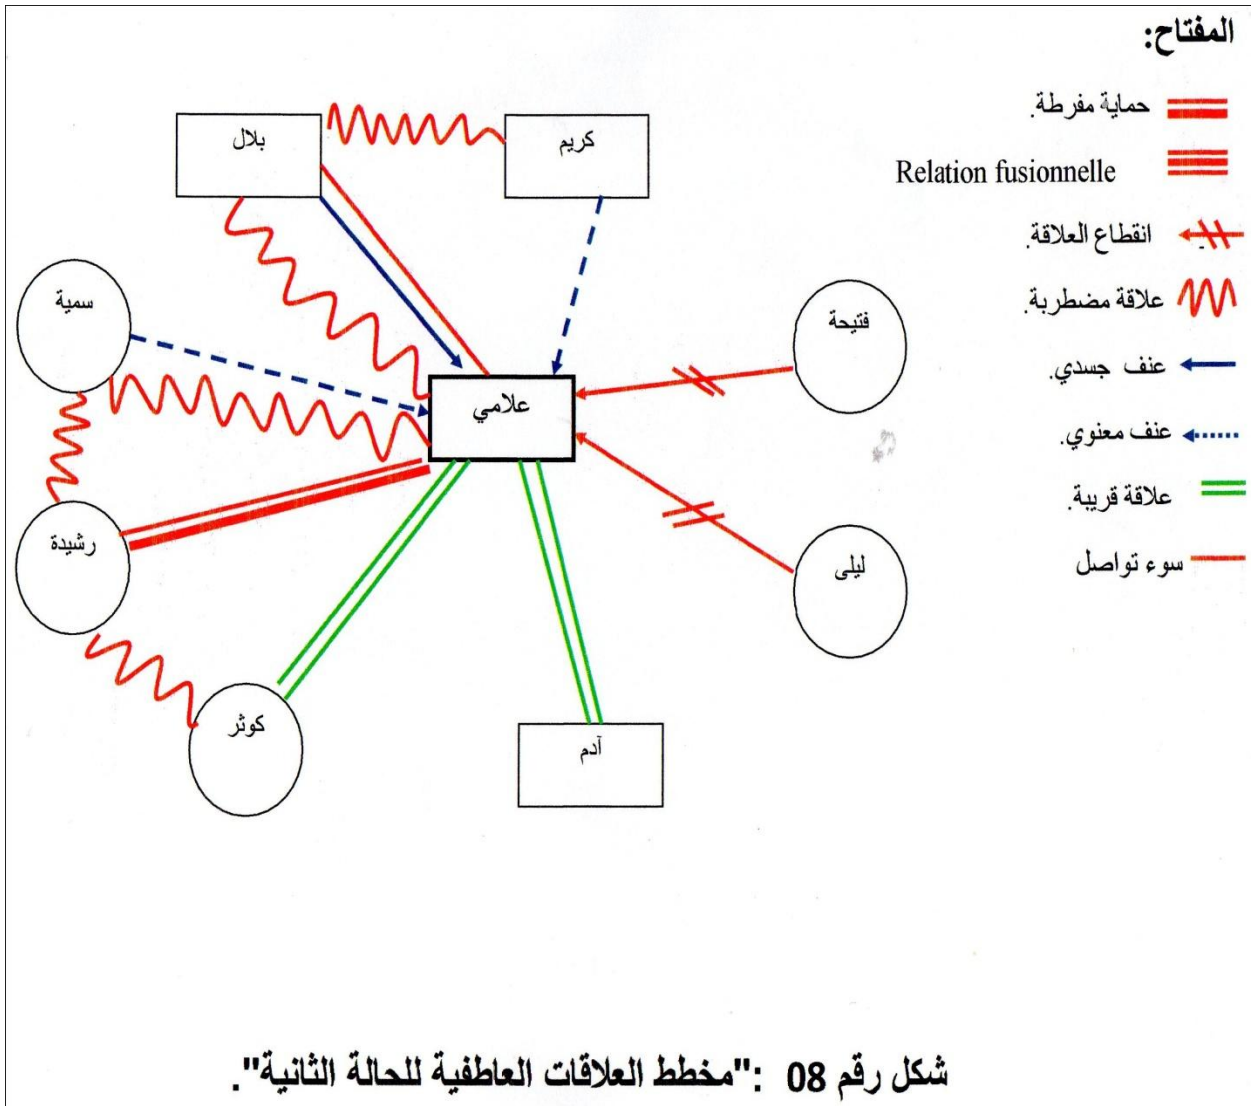 المفتاح:
حماية مفرطة.
Relation fusionnelle
انقطاع العلاقة.
علاقة مضطربة.
عنف جسدي.
عنف معنوي.
علاقة قريبة.
سوء تواصل
كريم
بلال
سمية
فتيحة
علامي
رشيدة
ليلى
كوثر
آدم
شكل رقم 08 :"مخطط العلاقات العاطفية للحالة الثانية".